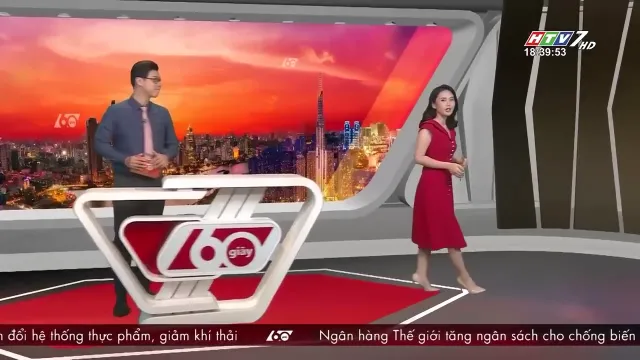 HTV7 HD
18:39:53
60
giây
n đổi hệ thống thực phẩm, giảm khí thải 60 Ngân hàng Thế giới tăng ngân sách cho chống biến